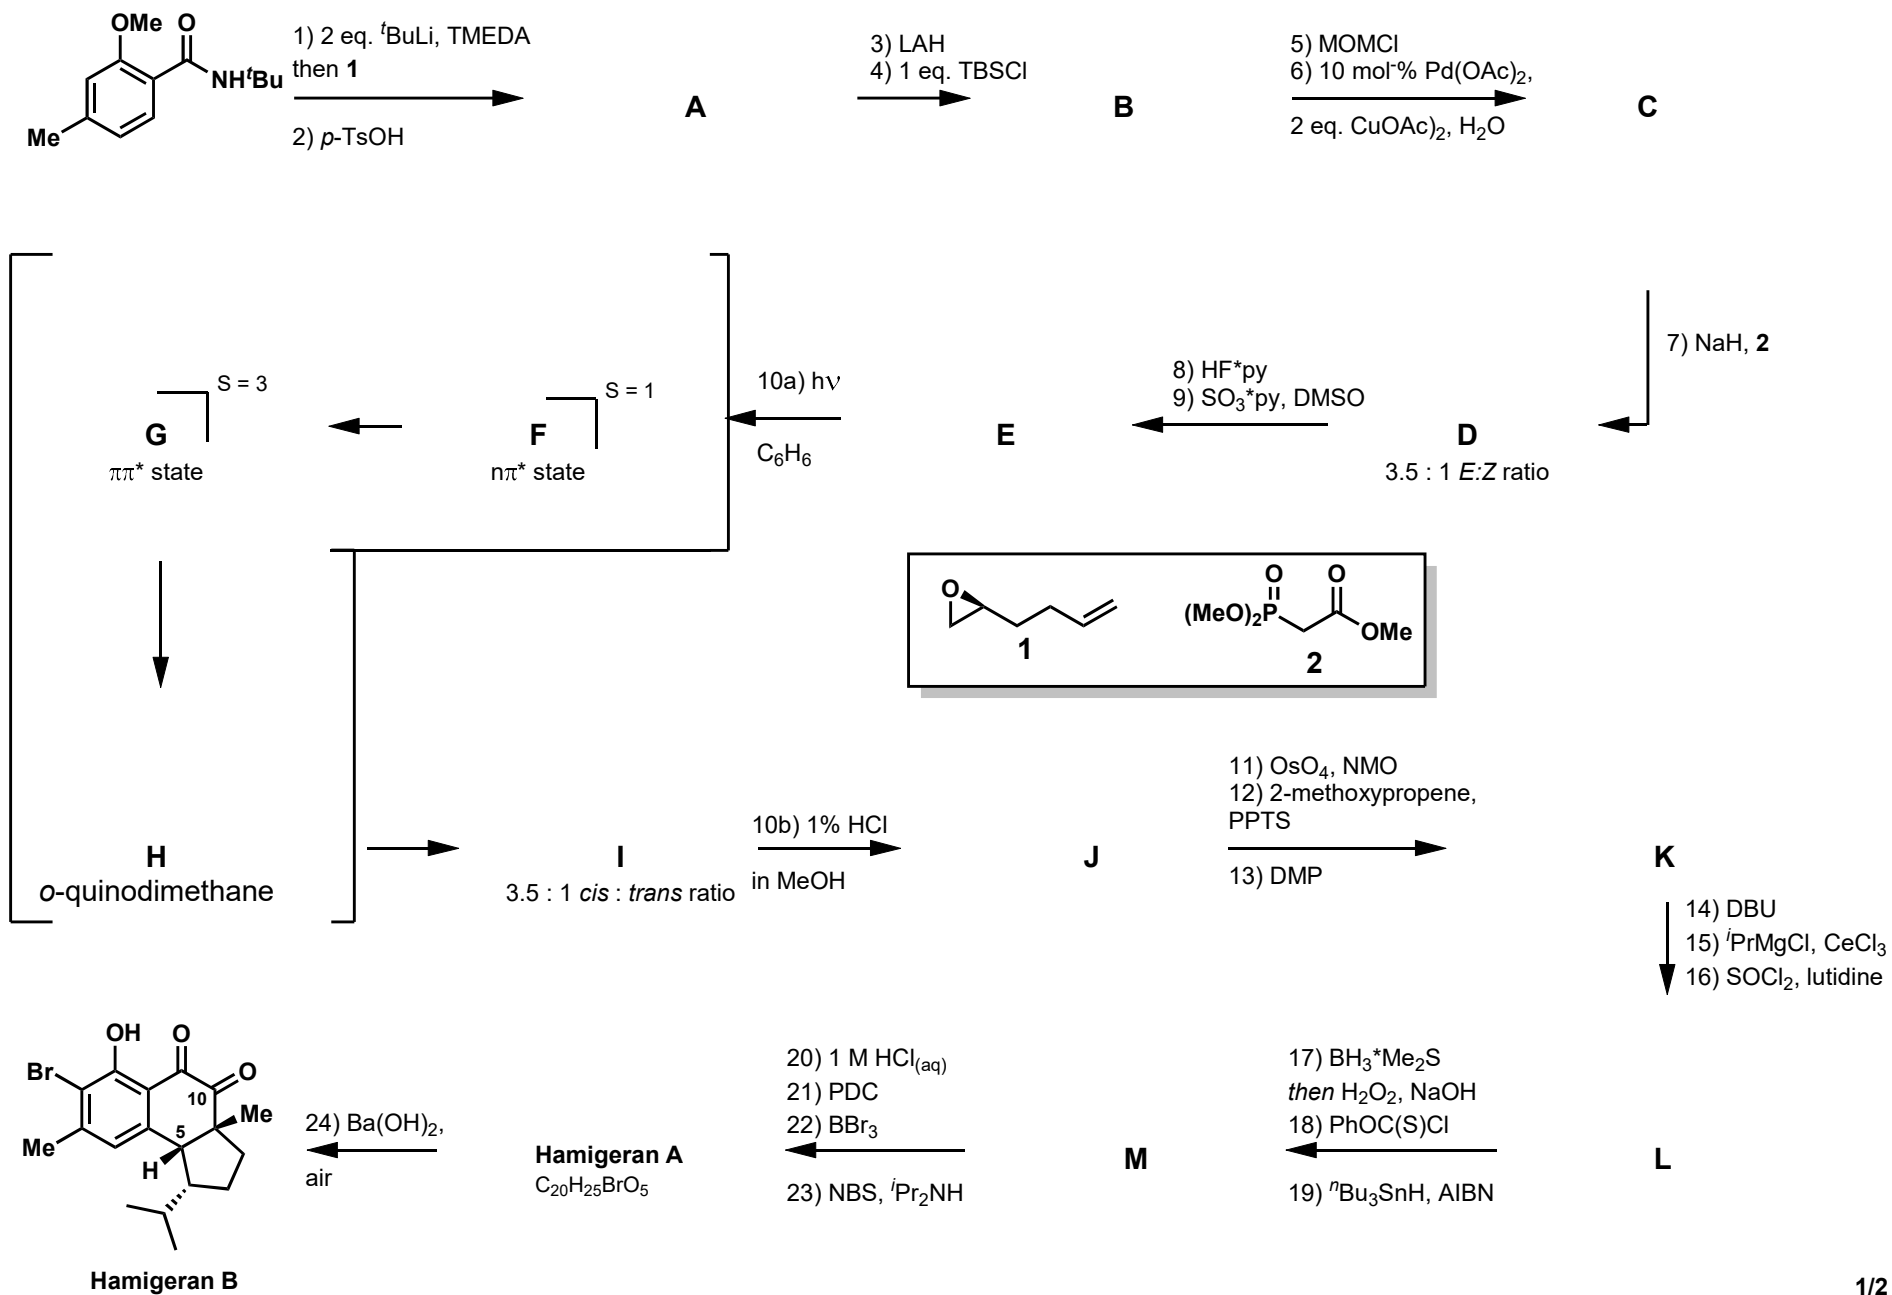 OMe
O
NHᵗBu
Me
1) 2 eq. ᵗBuLi, TMEDA
then 1
2) p-TsOH
A
3) LAH
4) 1 eq. TBSCl
B
5) MOMCl
6) 10 mol-% Pd(OAc)₂,
2 eq. CuOAc)₂, H₂O
C
7) NaH, 2
D
3.5 : 1 E:Z ratio
8) HF*py
9) SO₃*py, DMSO
E
10a) hν
C₆H₆
F
S = 1
nπ* state
G
S = 3
ππ* state
O
1
O
O
(MeO)₂P
OMe
2
H
o-quinodimethane
I
3.5 : 1 cis : trans ratio
10b) 1% HCl
in MeOH
J
11) OsO₄, NMO
12) 2-methoxypropene,
PPTS
13) DMP
K
14) DBU
15) ⁱPrMgCl, CeCl₃
16) SOCl₂, lutidine
L
17) BH₃*Me₂S
then H₂O₂, NaOH
18) PhOC(S)Cl
19) ⁿBu₃SnH, AIBN
M
20) 1 M HCl₍aq₎
21) PDC
22) BBr₃
23) NBS, ⁱPr₂NH
Hamigeran A
C₂₀H₂₅BrO₅
24) Ba(OH)₂,
air
OH
O
Br
O
10
Me
5
Me
H
Hamigeran B
1/2